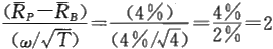 (R̄_P − R̄_B)/(ω/√T) = (4%)/(4%/√4) = 4%/2% = 2